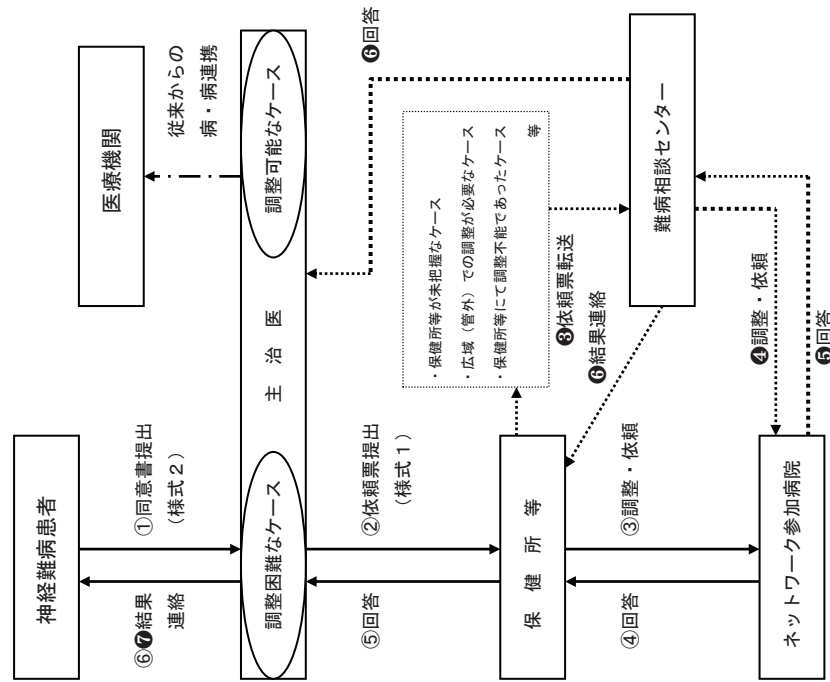 神経難病患者
医療機関
⑥❼結果
連絡
①同意書提出
（様式２）
従来からの
病・病連携
調整困難なケース
主治医
調整可能なケース
⑤回答
②依頼票提出
（様式１）
❻回答
・保健所等が未把握なケース
・広域（管外）での調整が必要なケース
・保健所等にて調整不能であったケース
等
保健所等
❸依頼票転送
❻結果連絡
難病相談センター
④回答
③調整・依頼
❹調整・依頼
❺回答
ネットワーク参加病院